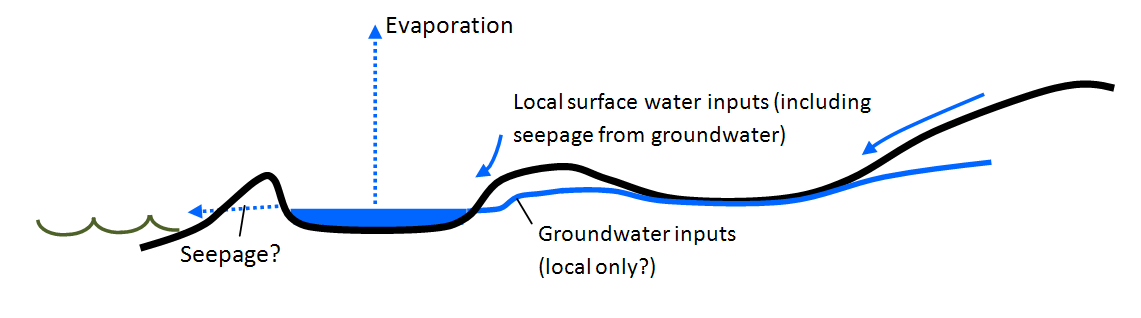 Evaporation
Local surface water inputs (including
seepage from groundwater)
Groundwater inputs
(local only?)
Seepage?